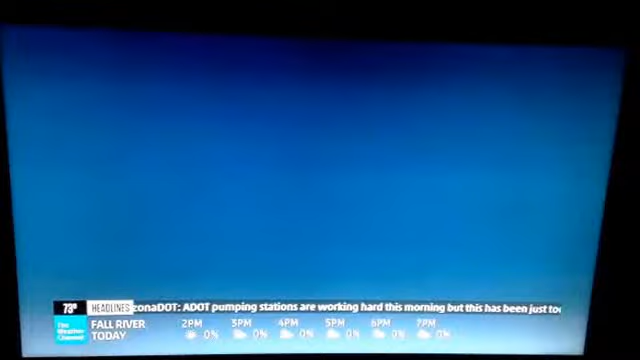 73° HEADLINES zonaDOT: ADOT pumping stations are working hard this morning but this has been just too
The Weather Channel
FALL RIVER TODAY
2PM 3PM 4PM 5PM 6PM 7PM
0% 0% 0% 0% 0% 0%